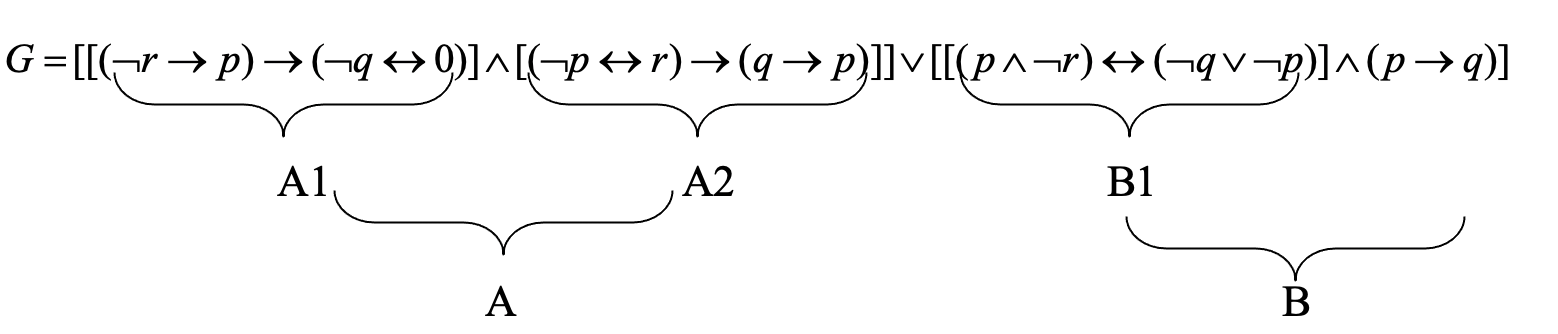 G = [[(¬r → p) → (¬q ↔ 0)] ∧ [(¬p ↔ r) → (q → p)]] ∨ [[(p ∧ ¬r) ↔ (¬q ∨ ¬p)] ∧ (p → q)]
A1 A2 B1
A B